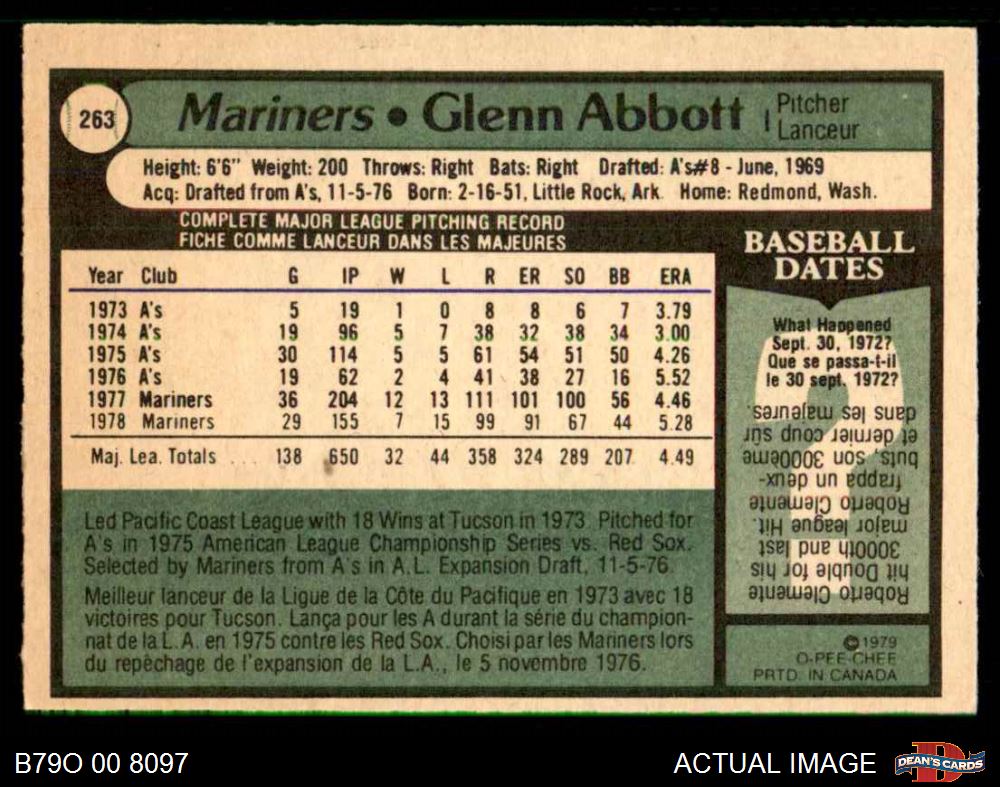 263
Mariners • Glenn Abbott
Pitcher
Lanceur
Height: 6'6" Weight: 200 Throws: Right Bats: Right Drafted: A's#8 - June, 1969
Acq: Drafted from A's, 11-5-76 Born: 2-16-51, Little Rock, Ark. Home: Redmond, Wash.
COMPLETE MAJOR LEAGUE PITCHING RECORD
FICHE COMME LANCEUR DANS LES MAJEURES
Year Club G IP W L R ER SO BB ERA
1973 A's 5 19 1 0 8 8 6 7 3.79
1974 A's 19 96 5 7 38 32 38 34 3.00
1975 A's 30 114 5 5 61 54 51 50 4.26
1976 A's 19 62 2 4 41 38 27 16 5.52
1977 Mariners 36 204 12 13 111 101 100 56 4.46
1978 Mariners 29 155 7 15 99 91 67 44 5.28
Maj. Lea. Totals ... 138 650 32 44 358 324 289 207 4.49
Led Pacific Coast League with 18 Wins at Tucson in 1973. Pitched for
A's in 1975 American League Championship Series vs. Red Sox.
Selected by Mariners from A's in A.L. Expansion Draft, 11-5-76.
Meilleur lanceur de la Ligue de la Côte du Pacifique en 1973 avec 18
victoires pour Tucson. Lança pour les A durant la série du champion-
nat de la L.A. en 1975 contre les Red Sox. Choisi par les Mariners lors
du repêchage de l'expansion de la L.A., le 5 novembre 1976.
BASEBALL
DATES
What Happened
Sept. 30, 1972?
Que se passa-t-il
le 30 sept. 1972?
Roberto Clemente
hit Double for his
3000th and last
major league Hit.
Roberto Clemente
frappa un deux-
buts, son 3000ème
et dernier coup sûr
dans les majeures.
©1979
O-PEE-CHEE
PRTD. IN CANADA
B79O 00 8097
ACTUAL IMAGE
D
DEAN'S CARDS